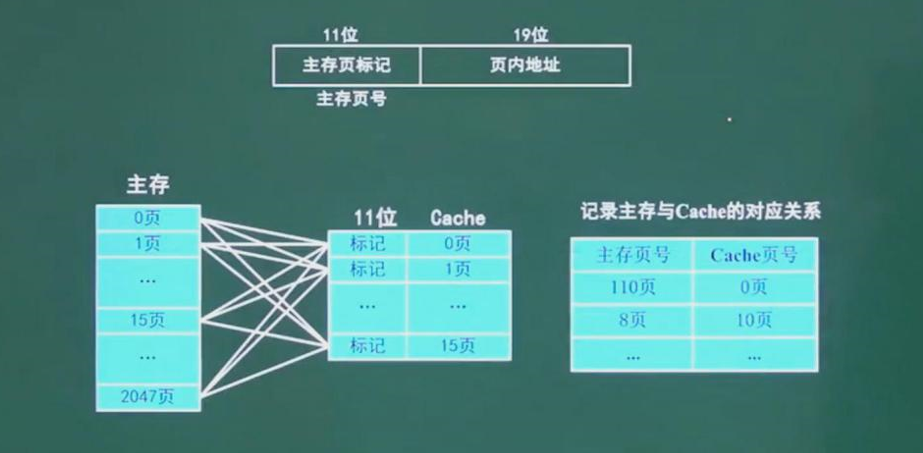 11位 19位
主存页标记 页内地址
主存页号
主存
0页
1页
...
15页
...
2047页
11位 Cache
标记 0页
标记 1页
... ...
标记 15页
记录主存与Cache的对应关系
主存页号 Cache页号
110页 0页
8页 10页
... ...